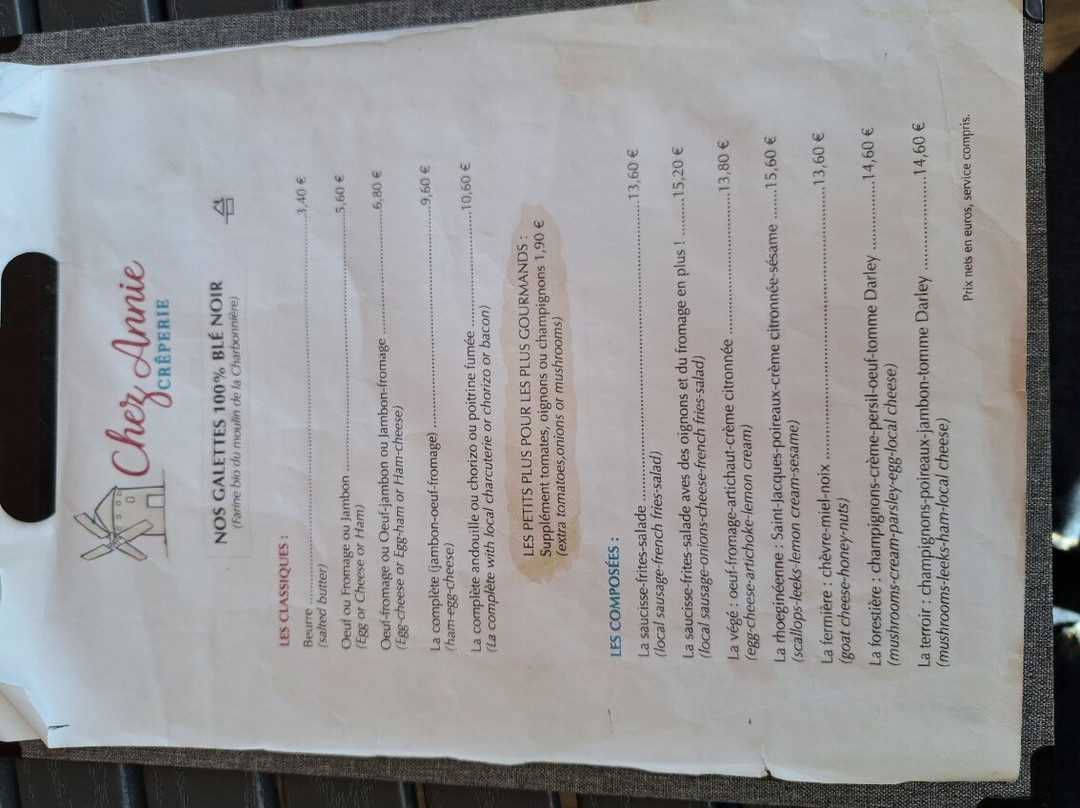 Chez Annie
CRÊPERIE
NOS GALETTES 100% BLÉ NOIR
(Farine bio du moulin de la Charbonnière)
LES CLASSIQUES :
Beurre ........ 3,40 €
(salted butter)
Oeuf ou Fromage ou Jambon ........ 5,60 €
(Egg or Cheese or Ham)
Oeuf-fromage ou Oeuf-jambon ou Jambon-fromage ........ 6,80 €
(Egg-cheese or Egg-ham or Ham-cheese)
La complète (jambon-oeuf-fromage) ........ 9,60 €
(ham-egg-cheese)
La complète andouille ou chorizo ou poitrine fumée ........ 10,60 €
(La complète with local charcuterie or chorizo or bacon)
LES PETITS PLUS POUR LES PLUS GOURMANDS :
Supplément tomates, oignons ou champignons 1,90 €
(extra tomatoes,onions or mushrooms)
LES COMPOSÉES :
La saucisse-frites-salade ........ 13,60 €
(local sausage-french fries-salad)
La saucisse-frites-salade aves des oignons et du fromage en plus ! ........ 15,20 €
(local sausage-onions-cheese-french fries-salad)
La végé : oeuf-fromage-artichaut-crème citronnée ........ 13,80 €
(egg-cheese-artichoke-lemon cream)
La rhoeginéenne : Saint-Jacques-poireaux-crème citronnée-sésame ........ 15,60 €
(scallops-leeks-lemon cream-sesame)
La fermière : chèvre-miel-noix ........ 13,60 €
(goat cheese-honey-nuts)
La forestière : champignons-crème-persil-oeuf-tomme Darley ........ 14,60 €
(mushrooms-cream-parsley-egg-local cheese)
La terroir : champignons-poireaux-jambon-tomme Darley ........ 14,60 €
(mushrooms-leeks-ham-local cheese)
Prix nets en euros, service compris.